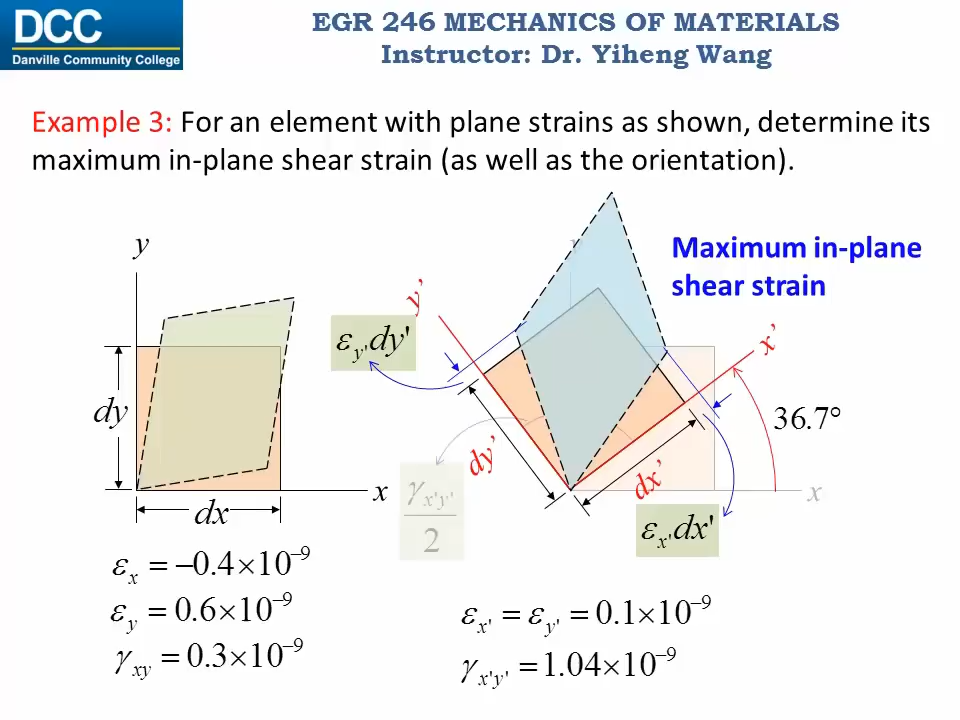 DCC
Danville Community College
EGR 246 MECHANICS OF MATERIALS
Instructor: Dr. Yiheng Wang
Example 3: For an element with plane strains as shown, determine its
maximum in-plane shear strain (as well as the orientation).
y
dy
dx
x
Maximum in-plane
shear strain
y
y'
x'
ε_y' dy'
36.7°
dy'
dx'
x
γ_x'y' / 2
ε_x' dx'
ε_x = −0.4×10⁻⁹
ε_y = 0.6×10⁻⁹
γ_xy = 0.3×10⁻⁹
ε_x' = ε_y' = 0.1×10⁻⁹
γ_x'y' = 1.04×10⁻⁹